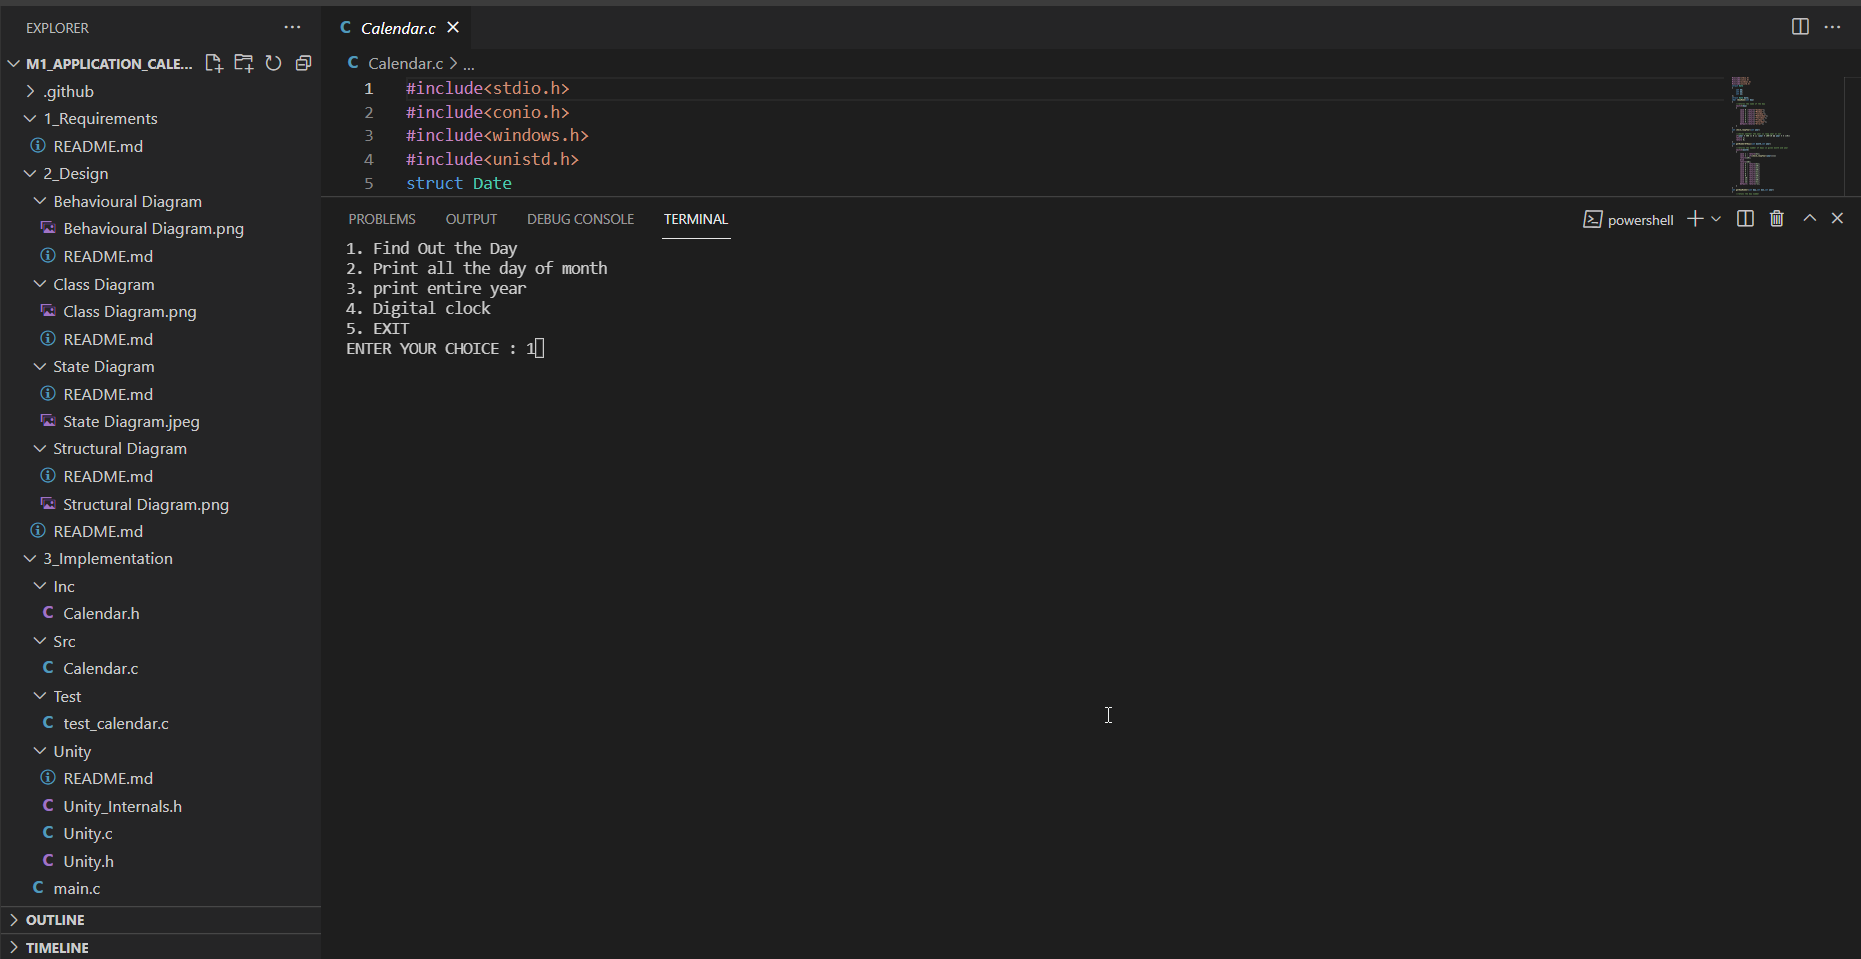 EXPLORER
M1_APPLICATION_CALE...
.github
1_Requirements
README.md
2_Design
Behavioural Diagram
Behavioural Diagram.png
README.md
Class Diagram
Class Diagram.png
README.md
State Diagram
README.md
State Diagram.jpeg
Structural Diagram
README.md
Structural Diagram.png
README.md
3_Implementation
Inc
C Calendar.h
Src
C Calendar.c
Test
C test_calendar.c
Unity
README.md
C Unity_Internals.h
C Unity.c
C Unity.h
C main.c
OUTLINE
TIMELINE
C Calendar.c
C Calendar.c > ...
1 #include<stdio.h>
2 #include<conio.h>
3 #include<windows.h>
4 #include<unistd.h>
5 struct Date
PROBLEMS OUTPUT DEBUG CONSOLE TERMINAL
powershell
1. Find Out the Day
2. Print all the day of month
3. print entire year
4. Digital clock
5. EXIT
ENTER YOUR CHOICE : 1